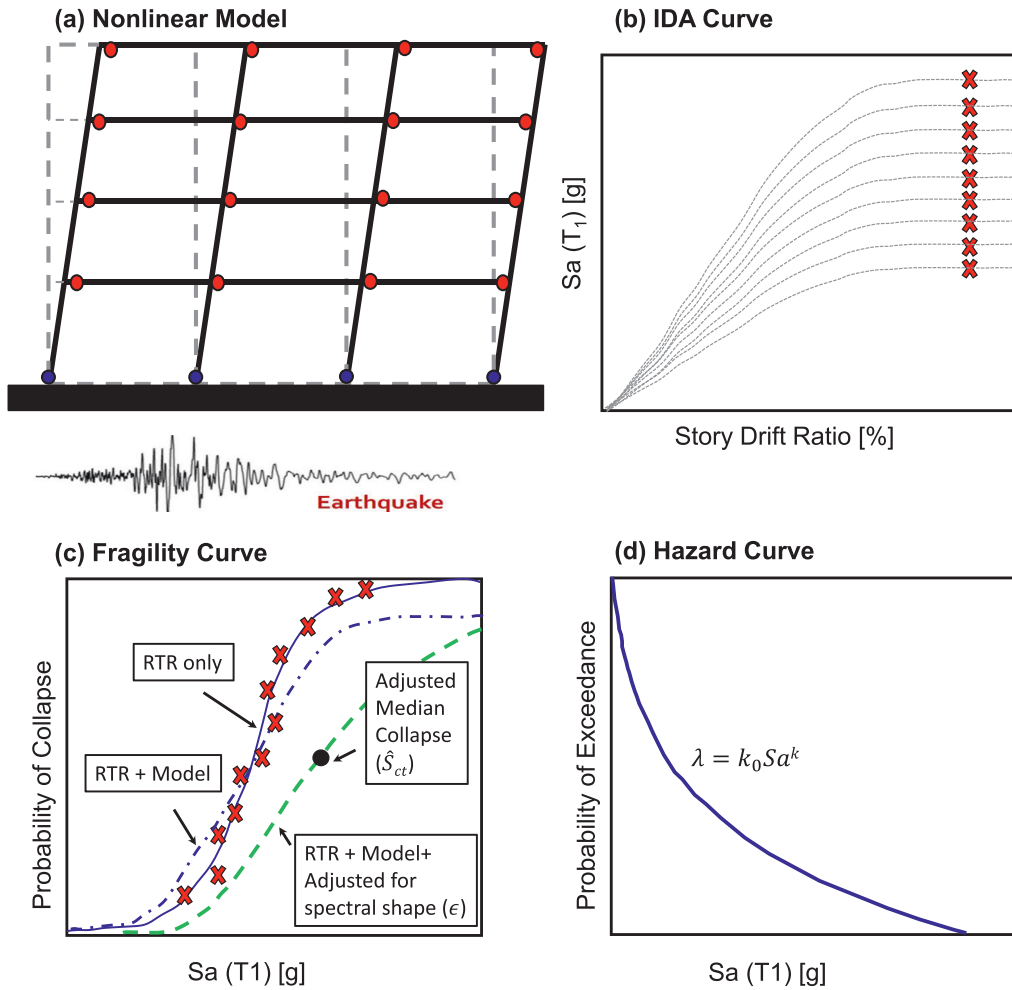 (a) Nonlinear Model
(b) IDA Curve
Sa (T₁) [g]
Story Drift Ratio [%]
Earthquake
(c) Fragility Curve
(d) Hazard Curve
Probability of Collapse
RTR only
RTR + Model
Adjusted
Median
Collapse
(Ŝ_ct)
RTR + Model+
Adjusted for
spectral shape (ϵ)
Sa (T1) [g]
Probability of Exceedance
λ = k₀Saᵏ
Sa (T1) [g]